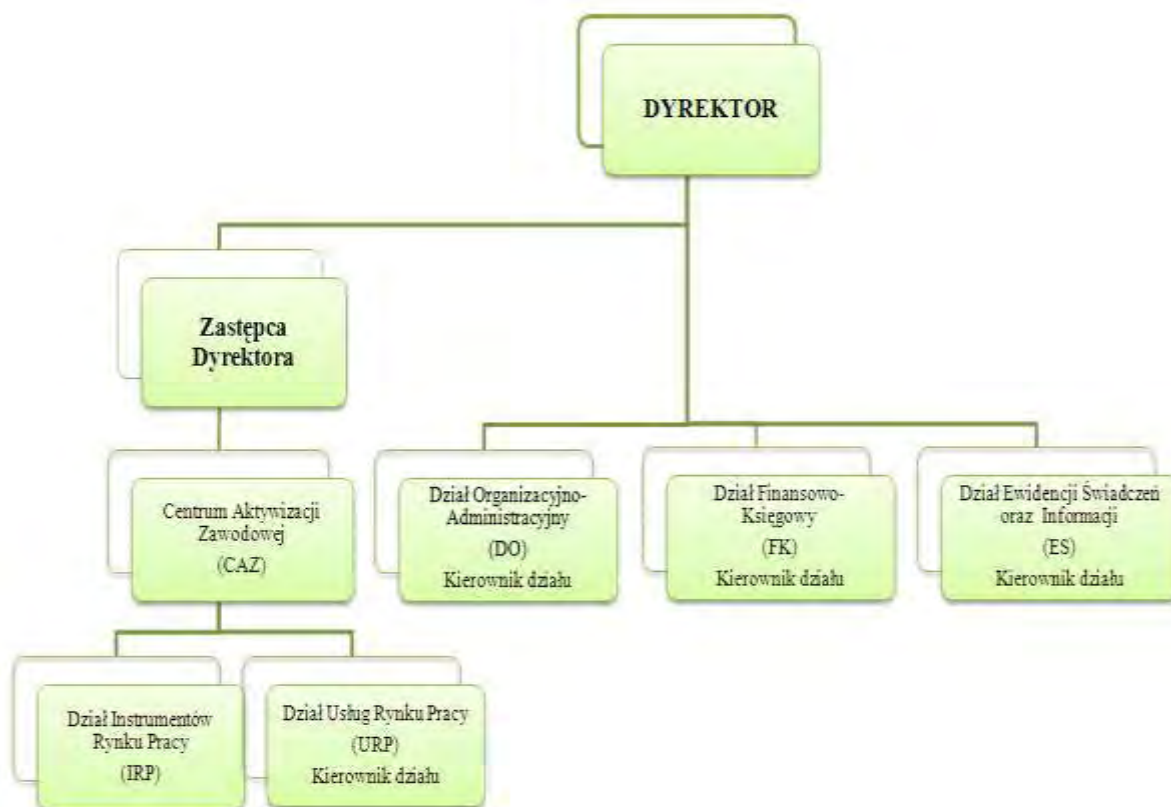 DYREKTOR
Zastępca
Dyrektora
Centrum Aktywizacji
Zawodowej
(CAZ)
Dział Organizacyjno-
Administracyjny
(DO)
Kierownik działu
Dział Finansowo-
Księgowy
(FK)
Kierownik działu
Dział Ewidencji Świadczeń
oraz Informacji
(ES)
Kierownik działu
Dział Instrumentów
Rynku Pracy
(IRP)
Dział Usług Rynku Pracy
(URP)
Kierownik działu